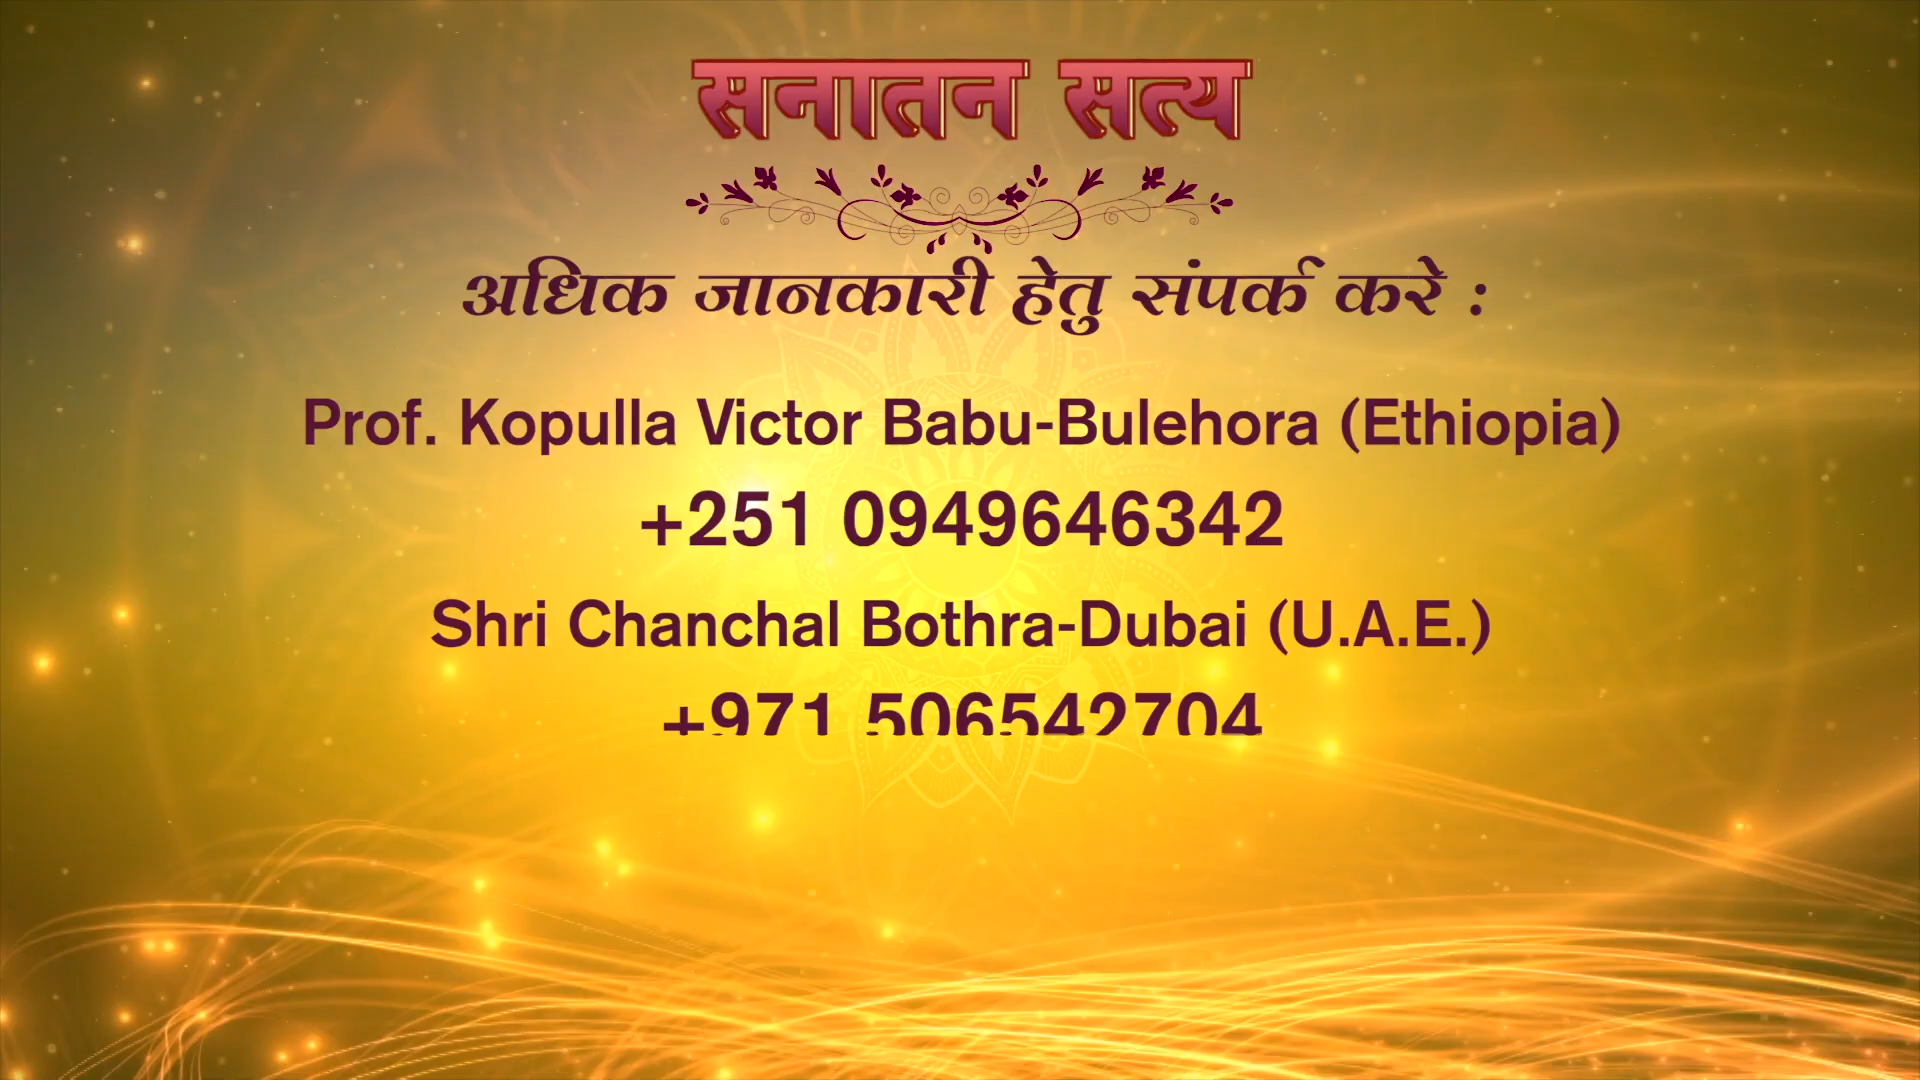 सनातन सत्य
अधिक जानकारी हेतु संपर्क करे :
Prof. Kopulla Victor Babu-Bulehora (Ethiopia)
+251 0949646342
Shri Chanchal Bothra-Dubai (U.A.E.)
+971 506542704